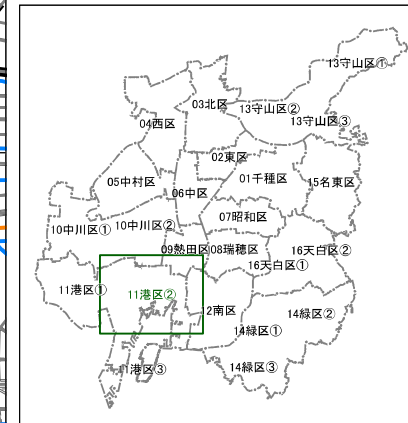 13守山区①
03北区
13守山区②
04西区
13守山区③
02東区
05中村区
01千種区
15名東区
06中区
07昭和区
10中川区①
10中川区②
09熱田区
08瑞穂区
16天白区②
16天白区①
11港区①
11港区②
2南区
14緑区②
14緑区①
14緑区③
11港区③